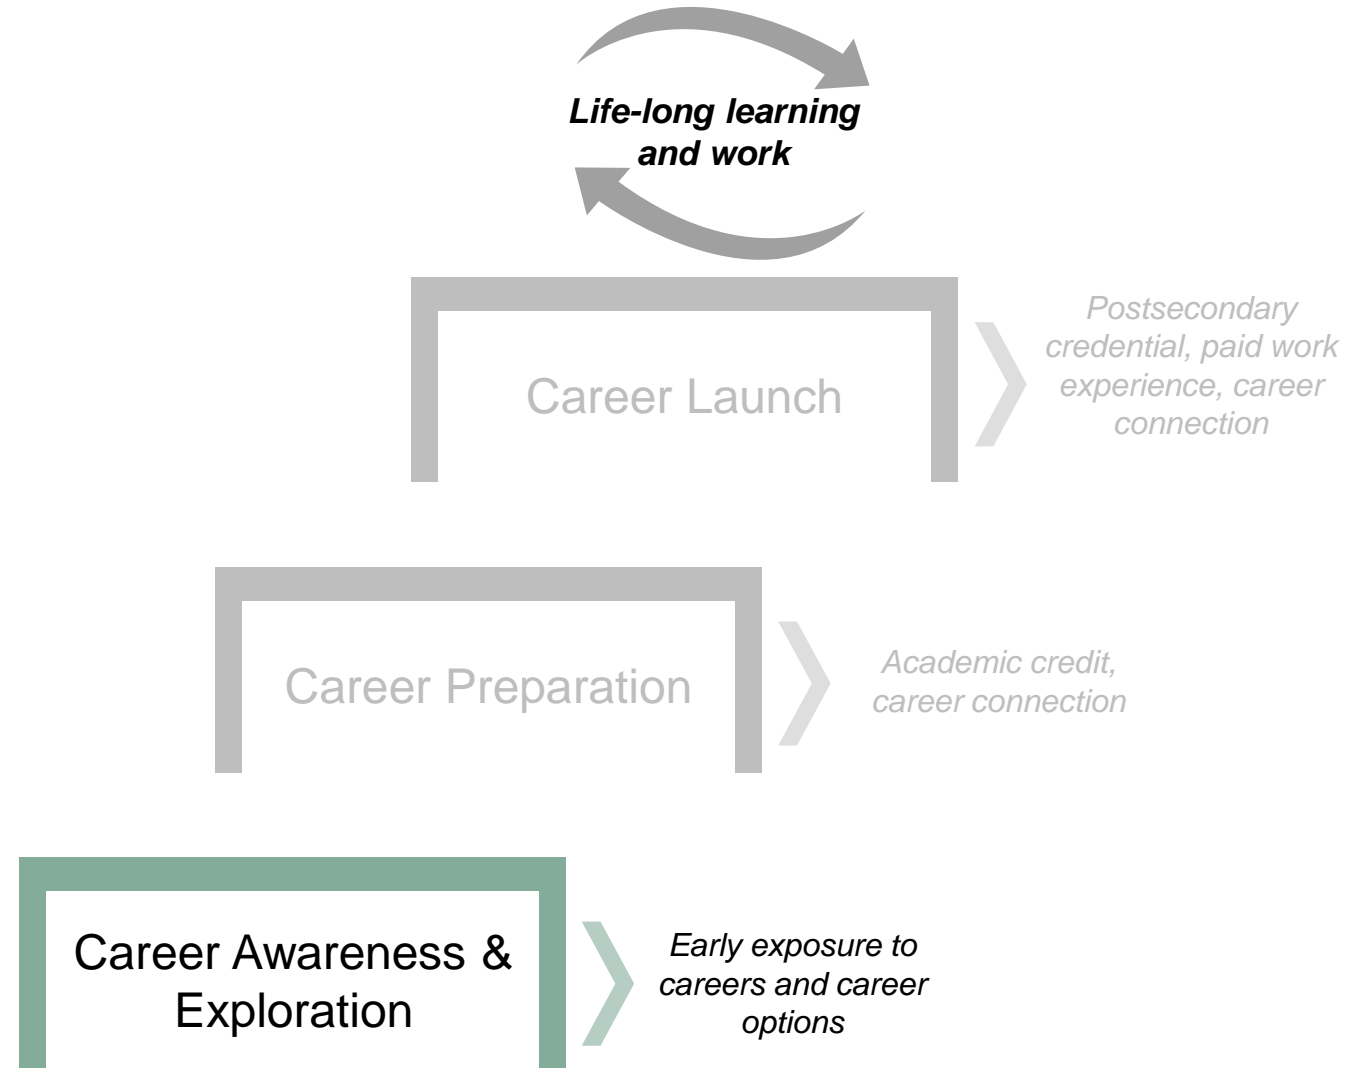 Life-long learning
and work
Career Launch
Postsecondary
credential, paid work
experience, career
connection
Career Preparation
Academic credit,
career connection
Career Awareness &
Exploration
Early exposure to
careers and career
options